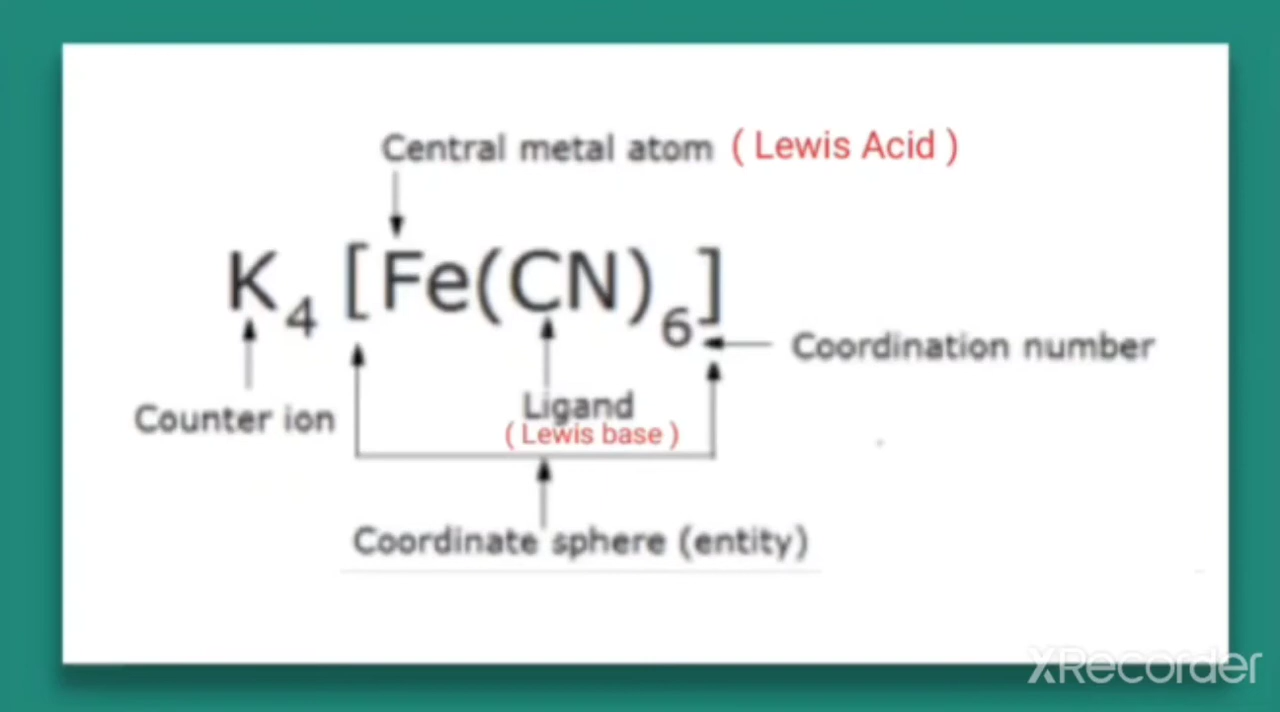 Central metal atom ( Lewis Acid )
K4 [Fe(CN)6]
Coordination number
Counter ion
Ligand
( Lewis base )
Coordinate sphere (entity)
XRecorder